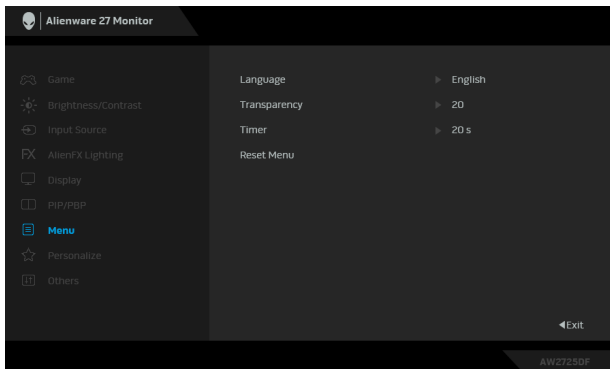 Alienware 27 Monitor
Game
Brightness/Contrast
Input Source
FX AlienFX Lighting
Display
PIP/PBP
Menu
Personalize
Others
Language English
Transparency 20
Timer 20 s
Reset Menu
Exit
AW2725DF